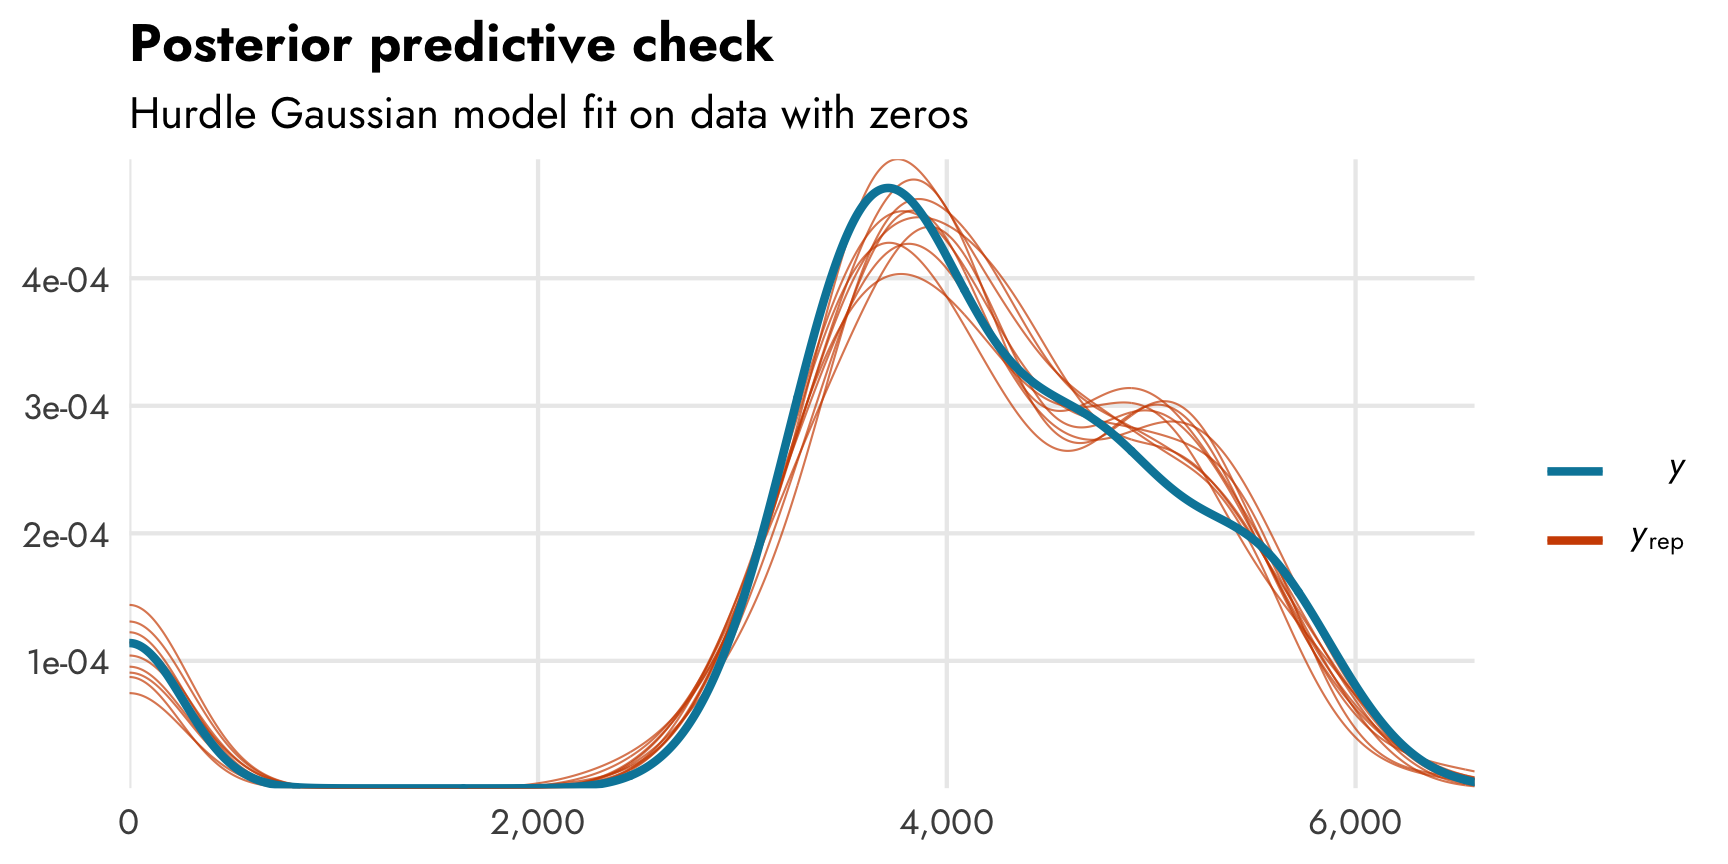 Posterior predictive check
Hurdle Gaussian model fit on data with zeros
4e-04
3e-04
2e-04
1e-04
0 2,000 4,000 6,000
y
yrep